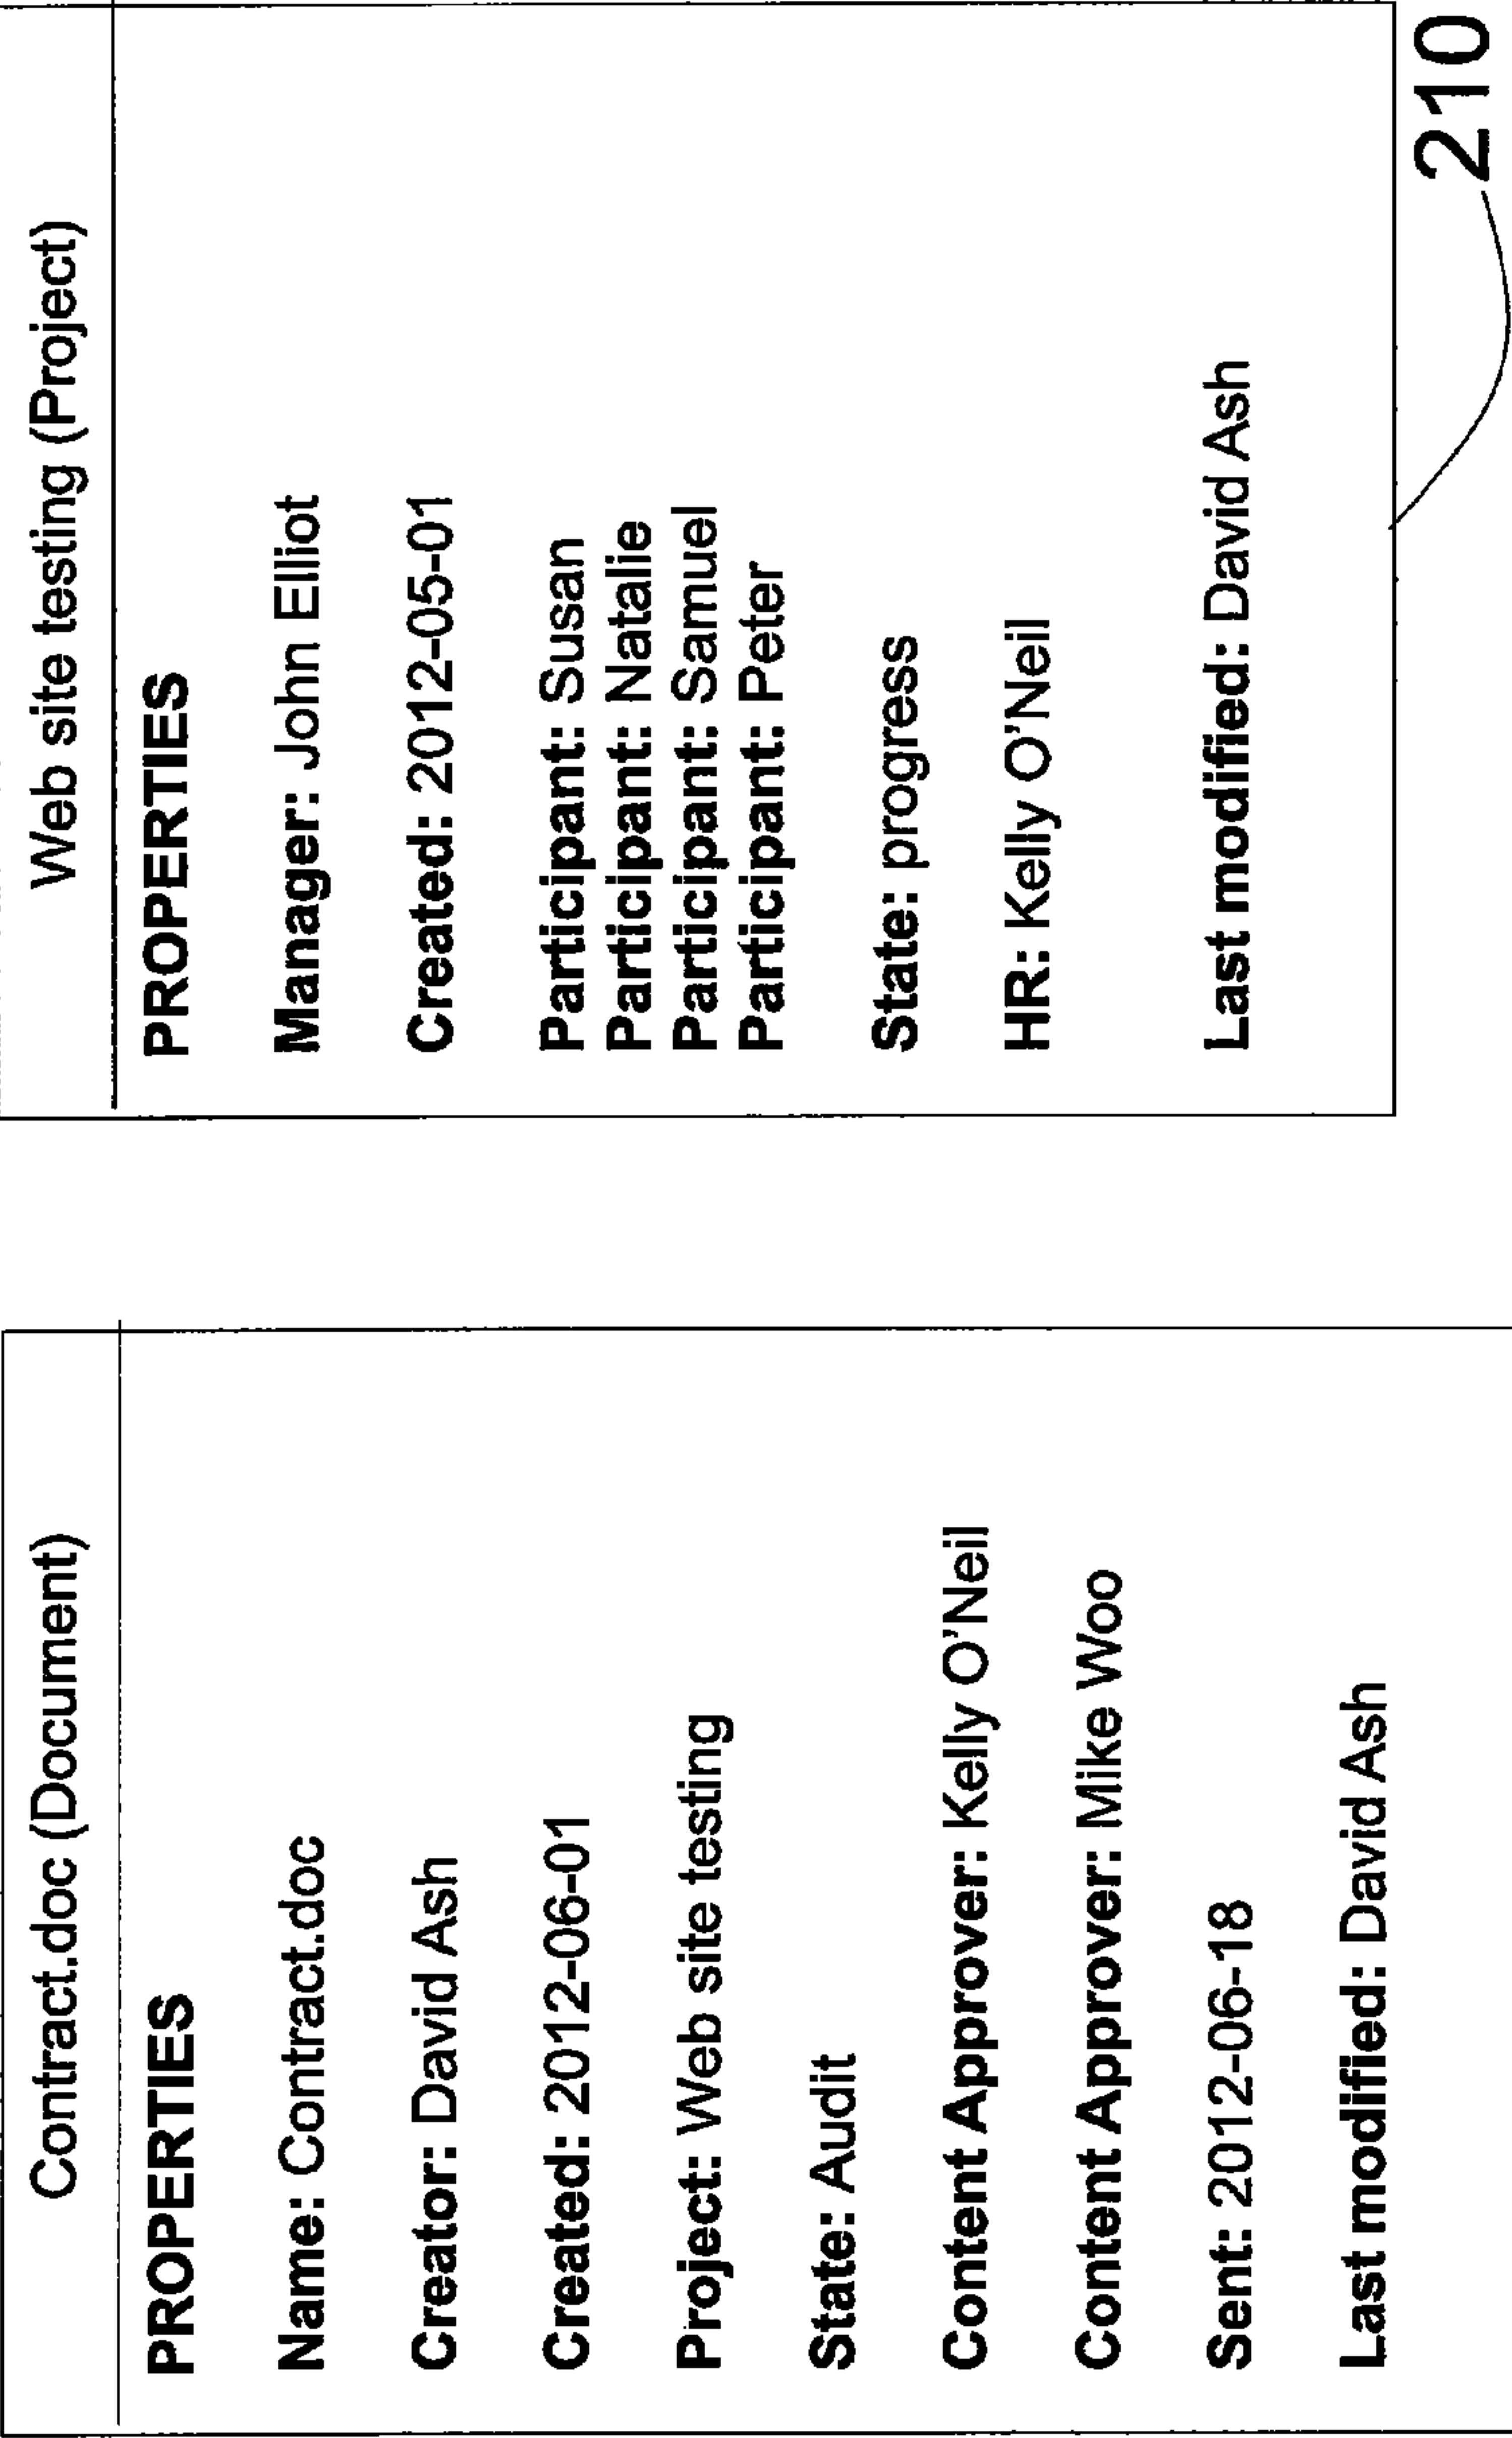 Contract.doc (Document)
PROPERTIES
Name: Contract.doc
Creator: David Ash
Created: 2012-06-01
Project: Web site testing
State: Audit
Content Approver: Kelly O'Neil
Content Approver: Mike Woo
Sent: 2012-06-18
Last modified: David Ash
Web site testing (Project)
PROPERTIES
Manager: John Elliot
Created: 2012-05-01
Participant: Susan
Participant: Natalie
Participant: Samuel
Participant: Peter
State: progress
HR: Kelly O'Neil
Last modified: David Ash
210